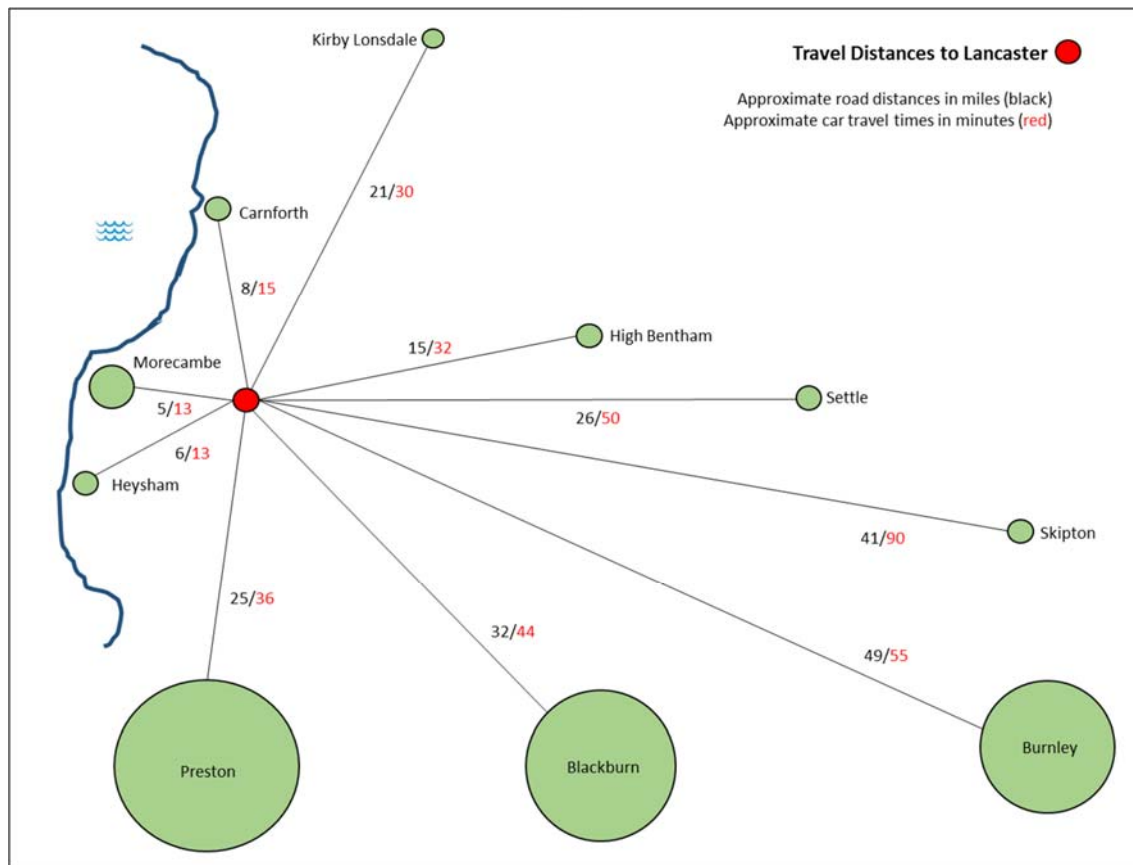 Kirby Lonsdale
Travel Distances to Lancaster
Approximate road distances in miles (black)
Approximate car travel times in minutes (red)
21/30
Carnforth
8/15
High Bentham
15/32
Morecambe
5/13
Settle
26/50
6/13
Heysham
Skipton
41/90
25/36
32/44
49/55
Preston
Blackburn
Burnley